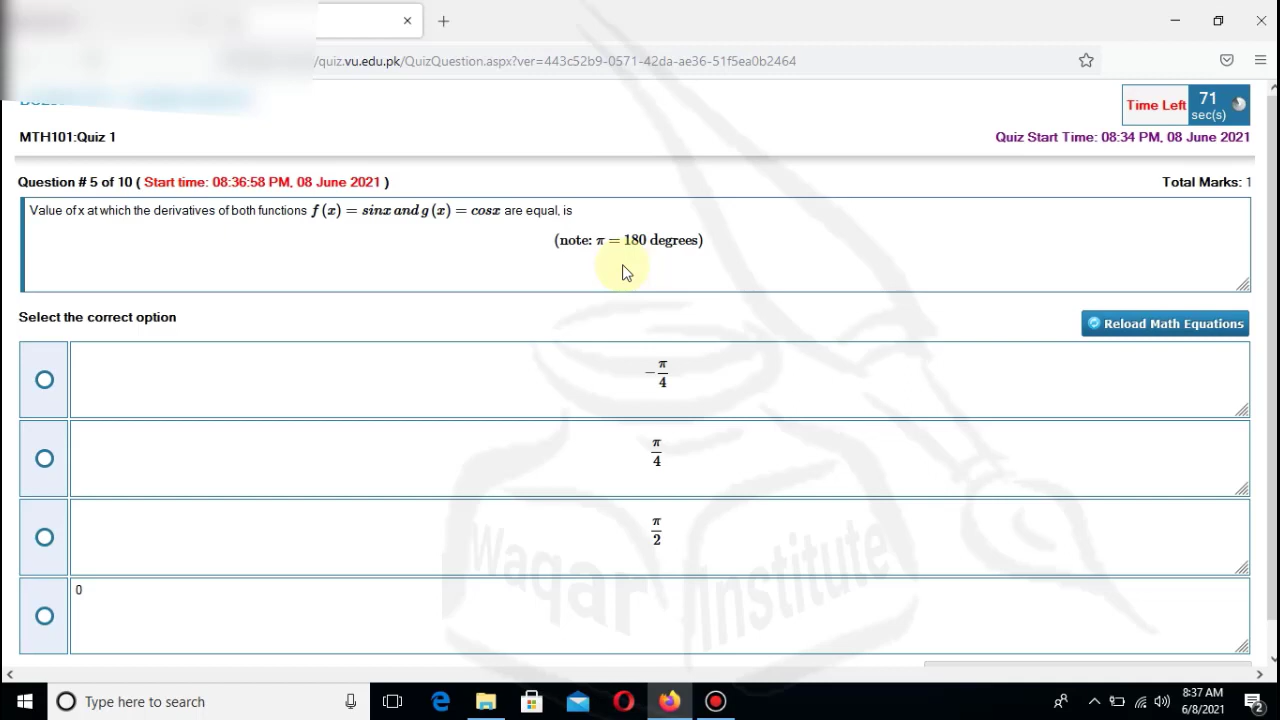 /quiz.vu.edu.pk/QuizQuestion.aspx?ver=443c52b9-0571-42da-ae36-51f5ea0b2464
Time Left 71 sec(s)
MTH101:Quiz 1
Quiz Start Time: 08:34 PM, 08 June 2021
Question # 5 of 10 ( Start time: 08:36:58 PM, 08 June 2021 )
Total Marks: 1
Value of x at which the derivatives of both functions f (x) = sinx and g (x) = cosx are equal, is
(note: π = 180 degrees)
Select the correct option
Reload Math Equations
−π/4
π/4
π/2
0
Waqar Institute
Type here to search
8:37 AM
6/8/2021
2